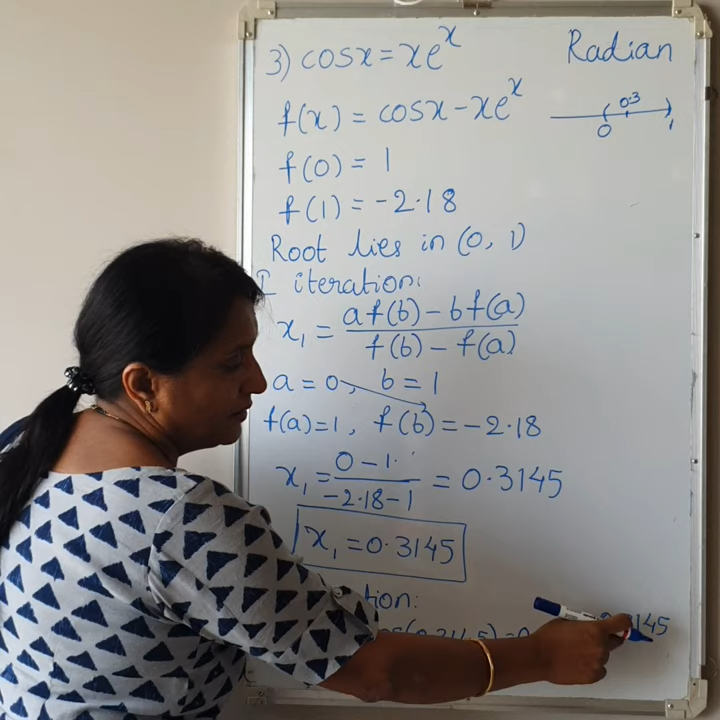 3) cosx = xe^x Radian
f(x) = cosx - xe^x
0.3
0 1
f(0) = 1
f(1) = -2.18
Root lies in (0, 1)
I iteration:
x₁ = af(b) - bf(a) / f(b) - f(a)
a = 0, b = 1
f(a) = 1, f(b) = -2.18
x₁ = 0 - 1 / -2.18 - 1 = 0.3145
x₁ = 0.3145